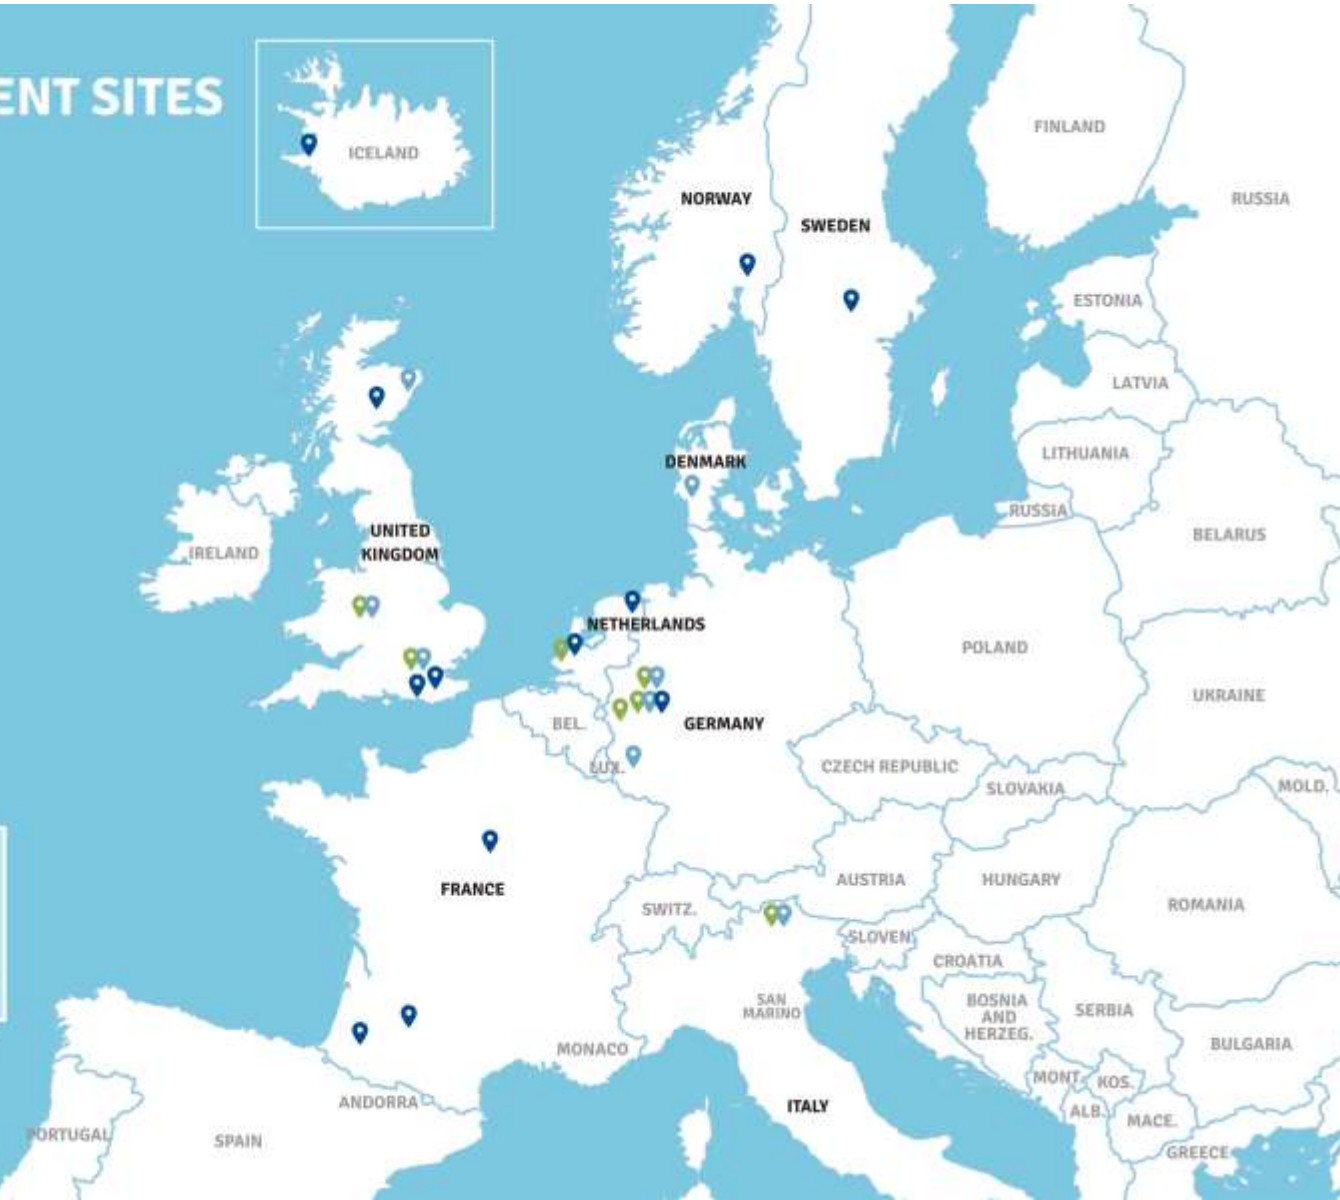 ENT SITES
ICELAND
FINLAND
NORWAY
RUSSIA
SWEDEN
ESTONIA
LATVIA
LITHUANIA
DENMARK
RUSSIA
UNITED
KINGDOM
IRELAND
BELARUS
NETHERLANDS
POLAND
UKRAINE
BEL.
GERMANY
LUX.
CZECH REPUBLIC
SLOVAKIA
MOLD.
FRANCE
AUSTRIA
HUNGARY
SWITZ.
ROMANIA
SLOVEN.
CROATIA
SAN
MARINO
BOSNIA
AND
HERZEG.
SERBIA
MONACO
BULGARIA
MONT.
KOS.
ANDORRA
ITALY
ALB.
MACE.
PORTUGAL
SPAIN
GREECE